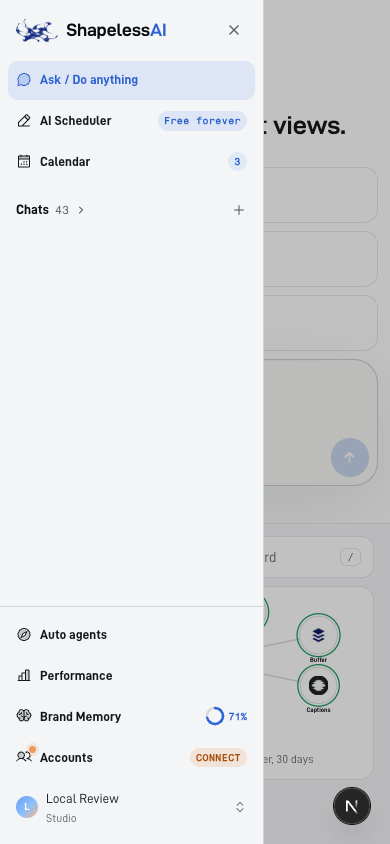 ShapelessAI
Ask / Do anything
t views.
AI Scheduler
Free forever
Calendar
3
Chats 43
rd
/
Auto agents
Buffer
Performance
Captions
Brand Memory
71%
Accounts
CONNECT
er, 30 days
L
Local Review
Studio
N